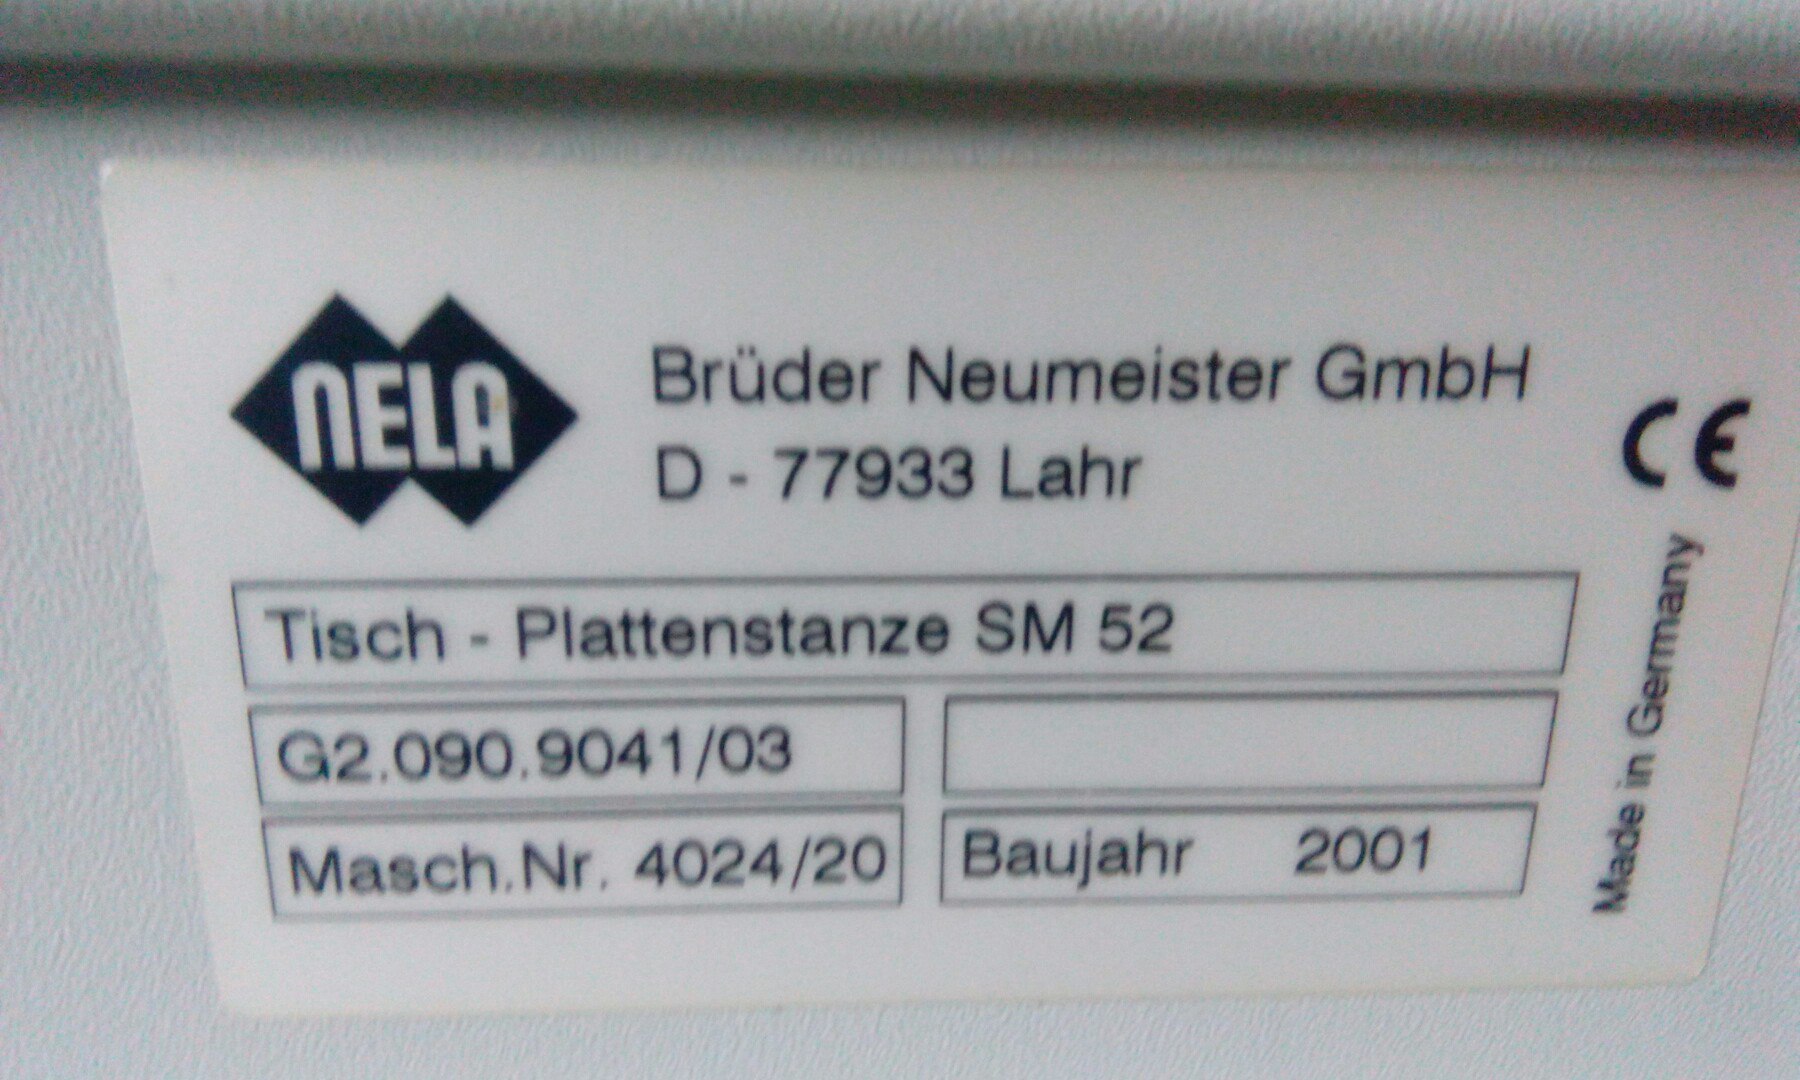 NELA
Brüder Neumeister GmbH
D - 77933 Lahr
CE
Tisch - Plattenstanze SM 52
G2.090.9041/03
Masch.Nr. 4024/20
Baujahr 2001
Made in Germany